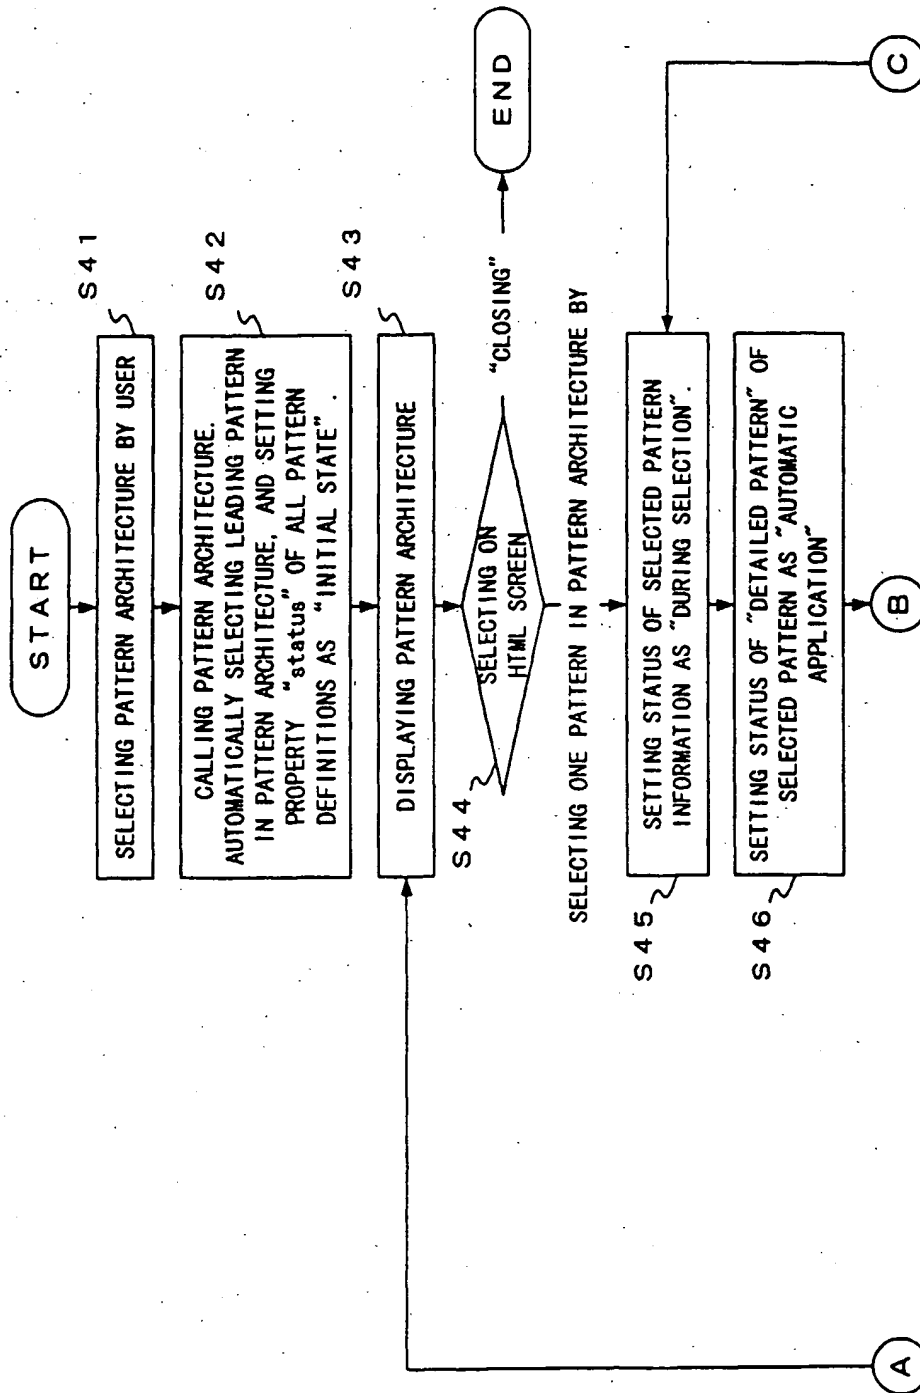 START
S41
SELECTING PATTERN ARCHITECTURE BY USER
S42
CALLING PATTERN ARCHITECTURE.
AUTOMATICALLY SELECTING LEADING PATTERN
IN PATTERN ARCHITECTURE, AND SETTING
PROPERTY "status" OF ALL PATTERN
DEFINITIONS AS "INITIAL STATE".
S43
DISPLAYING PATTERN ARCHITECTURE
S44
SELECTING ON
HTML SCREEN
"CLOSING"
END
SELECTING ONE PATTERN IN PATTERN ARCHITECTURE BY
S45
SETTING STATUS OF SELECTED PATTERN
INFORMATION AS "DURING SELECTION".
S46
SETTING STATUS OF "DETAILED PATTERN" OF
SELECTED PATTERN AS "AUTOMATIC
APPLICATION"
A
B
C